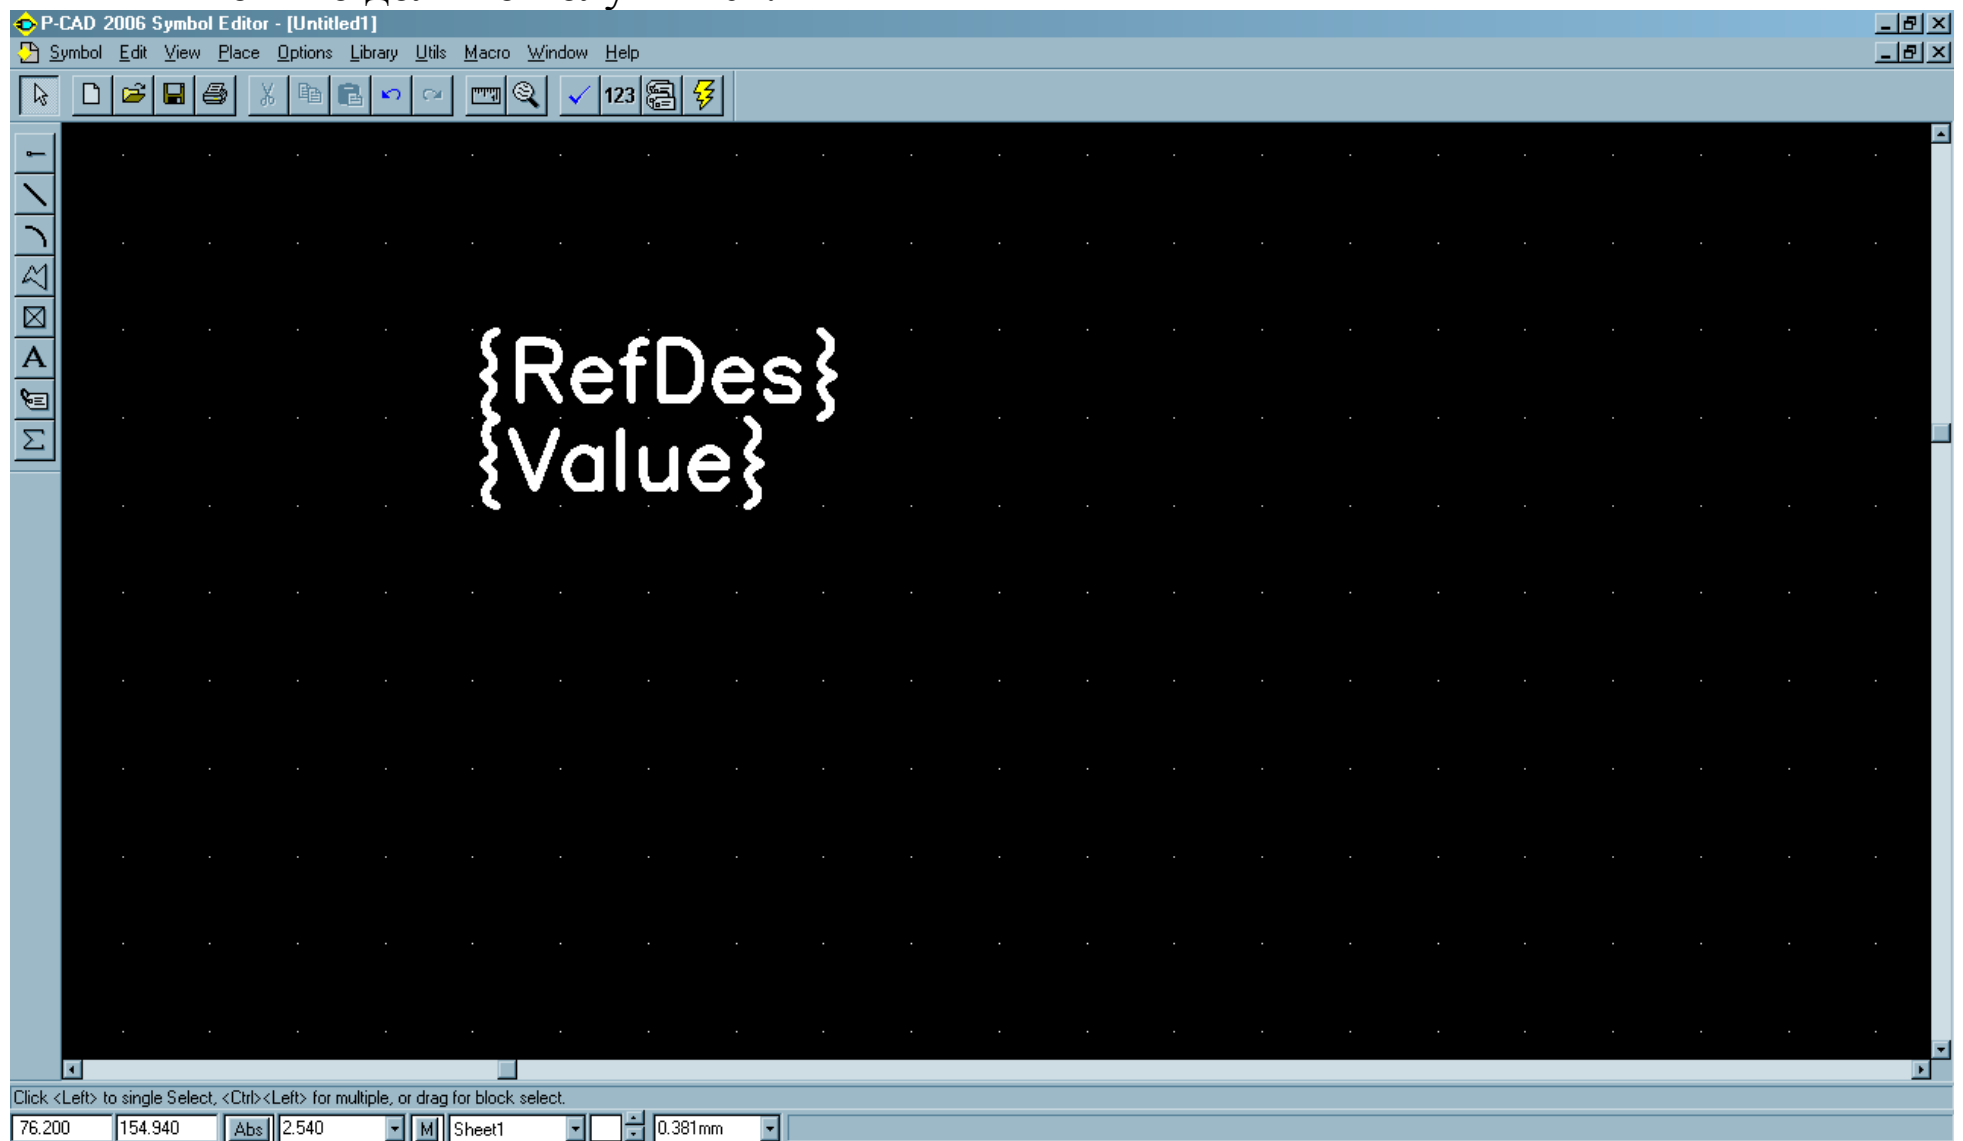 P-CAD 2006 Symbol Editor - [Untitled1]
Symbol Edit View Place Options Library Utils Macro Window Help
123
A
{RefDes}
{Value}
Click <Left> to single Select, <Ctrl><Left> for multiple, or drag for block select.
76.200 154.940 Abs 2.540 M Sheet1 0.381mm